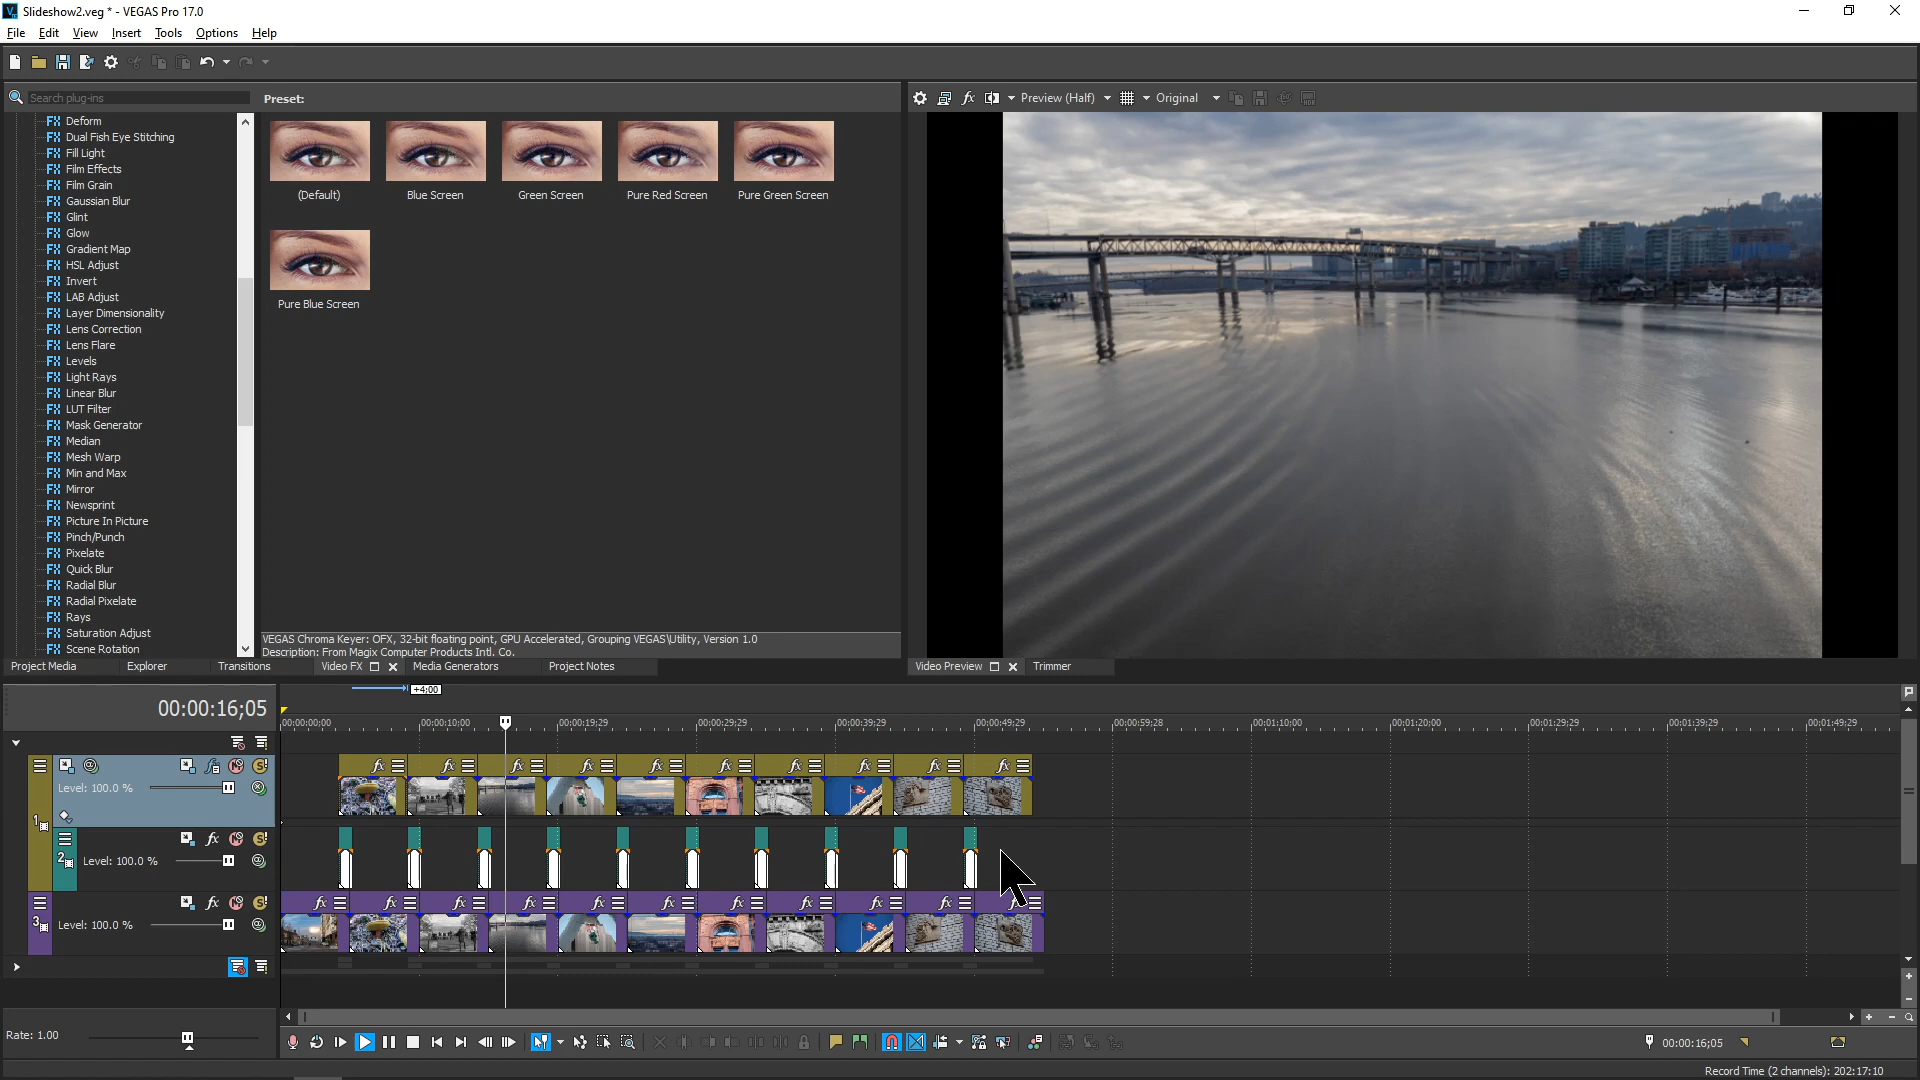 Slideshow2.veg * - VEGAS Pro 17.0
File Edit View Insert Tools Options Help
Search plug-ins
Preset:
Preview (Half)
Original
Deform
Dual Fish Eye Stitching
Fill Light
Film Effects
Film Grain
Gaussian Blur
Glint
Glow
Gradient Map
HSL Adjust
Invert
LAB Adjust
Layer Dimensionality
Lens Correction
Lens Flare
Levels
Light Rays
Linear Blur
LUT Filter
Mask Generator
Median
Mesh Warp
Min and Max
Mirror
Newsprint
Picture In Picture
Pinch/Punch
Pixelate
Quick Blur
Radial Blur
Radial Pixelate
Rays
Saturation Adjust
Scene Rotation
(Default)
Blue Screen
Green Screen
Pure Red Screen
Pure Green Screen
Pure Blue Screen
VEGAS Chroma Keyer: OFX, 32-bit floating point, GPU Accelerated, Grouping VEGAS\Utility, Version 1.0
Description: From Magix Computer Products Intl. Co.
Project Media
Explorer
Transitions
Video FX
Media Generators
Project Notes
Video Preview
Trimmer
00:00:16;05
+4;00
00:00:00;00
00:00:10;00
00:00:19;29
00:00:29;29
00:00:39;29
00:00:49;29
00:00:59;28
00:01:10;00
00:01:20;00
00:01:29;29
00:01:39;29
00:01:49;29
1
Level: 100.0 %
2
Level: 100.0 %
3
Level: 100.0 %
Rate: 1.00
00:00:16;05
Record Time (2 channels): 202:17:10